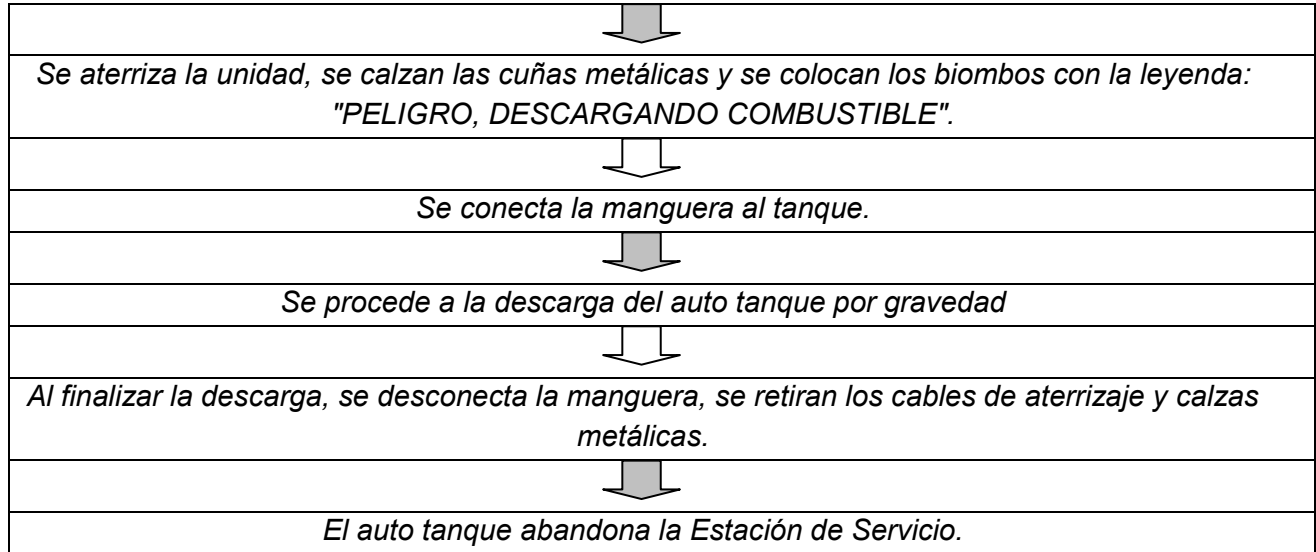 Se aterriza la unidad, se calzan las cuñas metálicas y se colocan los biombos con la leyenda:
"PELIGRO, DESCARGANDO COMBUSTIBLE".
Se conecta la manguera al tanque.
Se procede a la descarga del auto tanque por gravedad
Al finalizar la descarga, se desconecta la manguera, se retiran los cables de aterrizaje y calzas
metálicas.
El auto tanque abandona la Estación de Servicio.